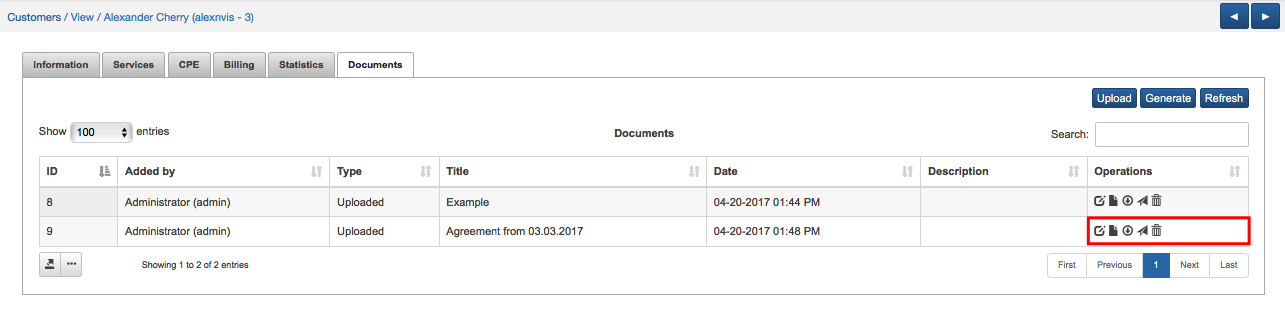 Customers / View / Alexander Cherry (alexnvis - 3)
Information Services CPE Billing Statistics Documents
Upload Generate Refresh
Show 100 entries Documents Search:
ID Added by Type Title Date Description Operations
8 Administrator (admin) Uploaded Example 04-20-2017 01:44 PM
9 Administrator (admin) Uploaded Agreement from 03.03.2017 04-20-2017 01:48 PM
Showing 1 to 2 of 2 entries First Previous 1 Next Last